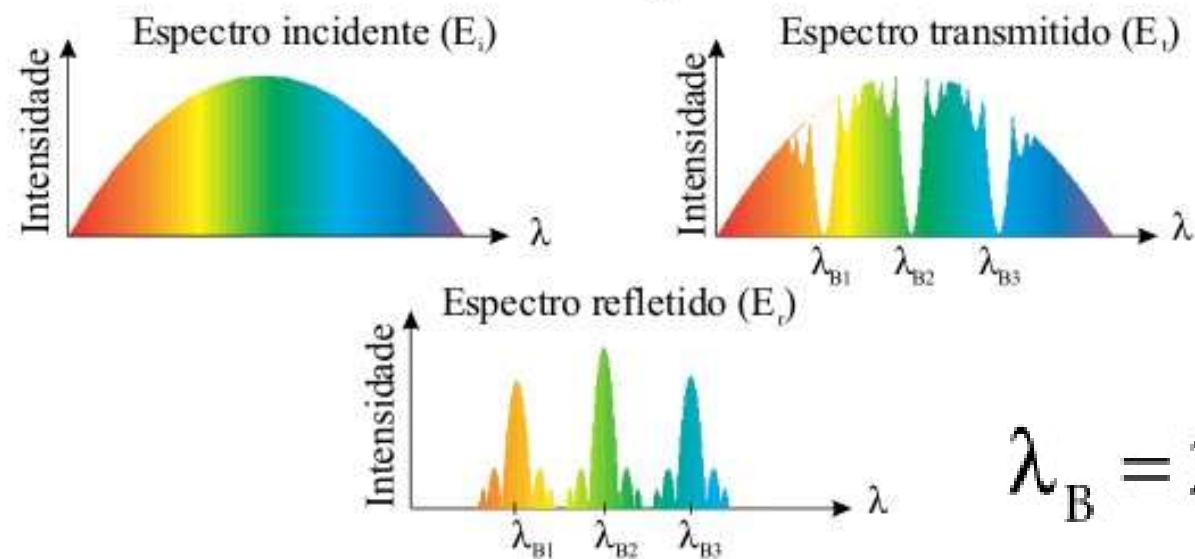 Espectro incidente (Eᵢ)
Intensidade
λ
Espectro transmitido (Eₜ)
Intensidade
λ
λB1 λB2 λB3
Espectro refletido (Eᵣ)
Intensidade
λ
λB1 λB2 λB3
λB =